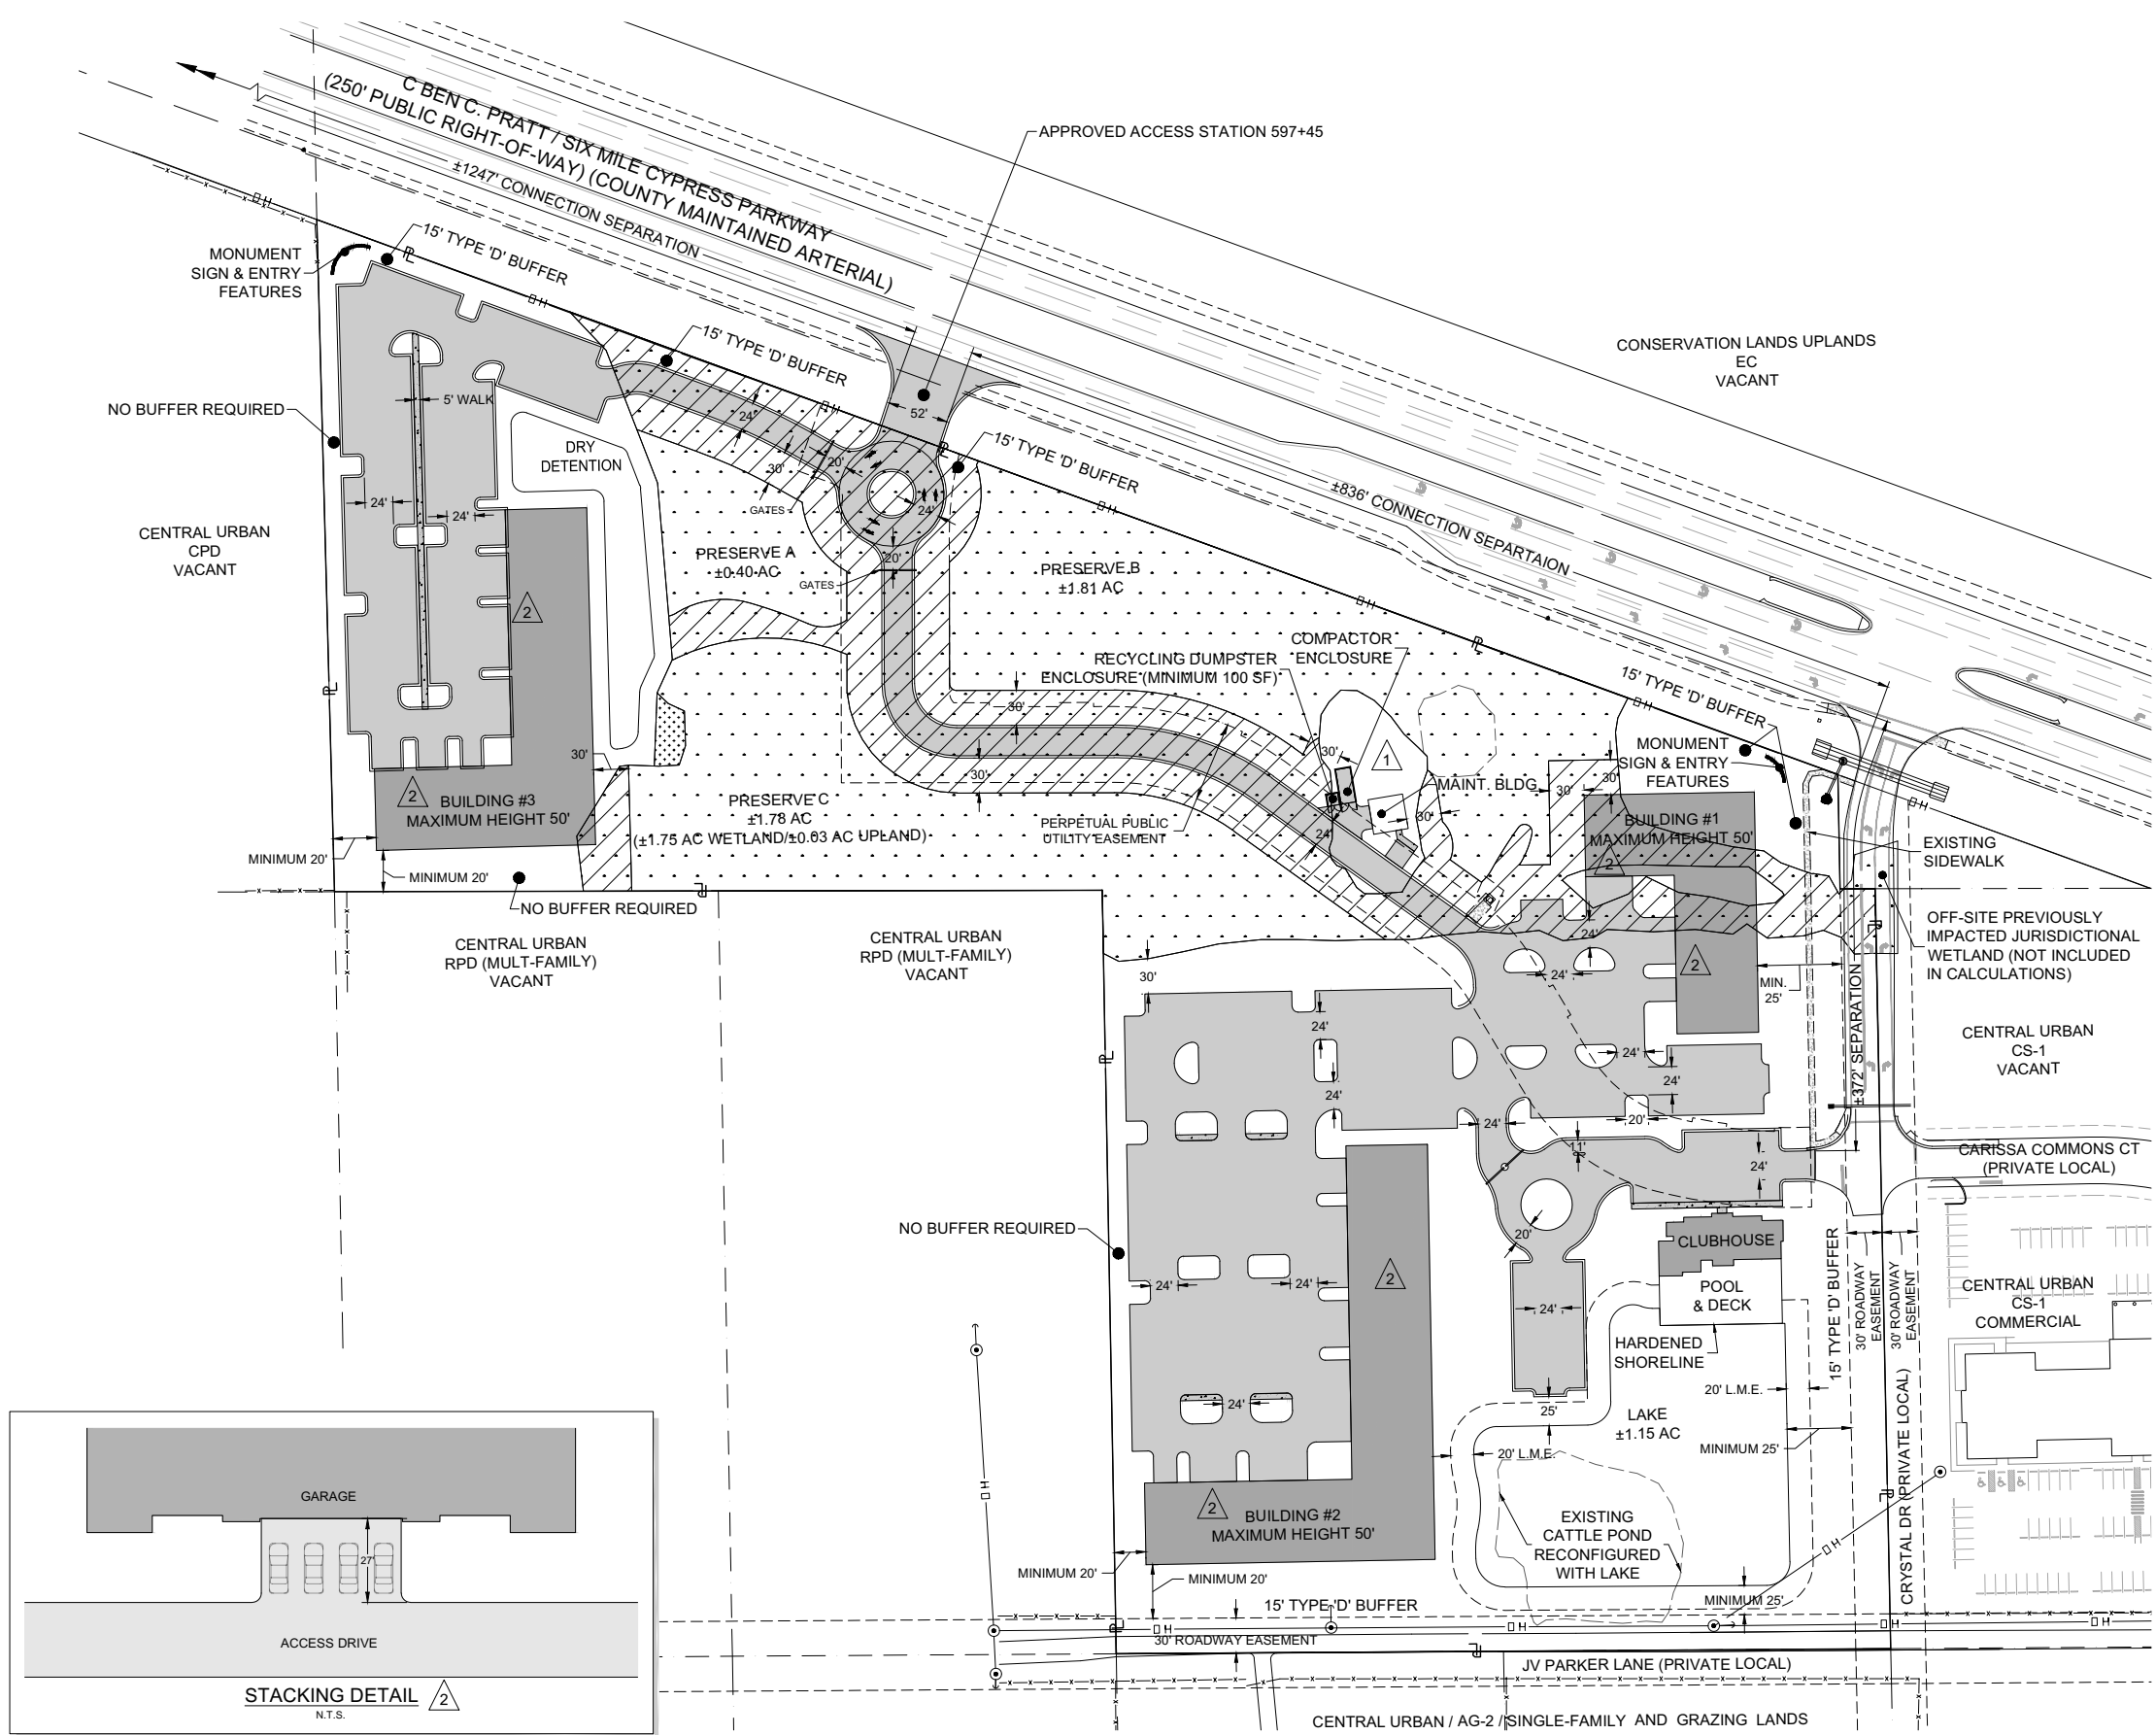 C BEN C. PRATT / SIX MILE CYPRESS PARKWAY
(250' PUBLIC RIGHT-OF-WAY) (COUNTY MAINTAINED ARTERIAL)
±1247' CONNECTION SEPARATION
APPROVED ACCESS STATION 597+45
MONUMENT
SIGN & ENTRY
FEATURES
15' TYPE 'D' BUFFER
15' TYPE 'D' BUFFER
15' TYPE 'D' BUFFER
CONSERVATION LANDS UPLANDS
EC
VACANT
NO BUFFER REQUIRED
5' WALK
24'
52'
DRY
DETENTION
30'
20'
24'
GATES
24'
24'
±836' CONNECTION SEPARTAION
CENTRAL URBAN
CPD
VACANT
PRESERVE A
±0.40 AC
20'
GATES
PRESERVE B
±1.81 AC
2
COMPACTOR
ENCLOSURE
RECYCLING DUMPSTER
ENCLOSURE (MINIMUM 100 SF)
15' TYPE 'D' BUFFER
30'
30'
30'
30'
1
MAINT. BLDG
30'
30'
30'
24'
MONUMENT
SIGN & ENTRY
FEATURES
2
BUILDING #3
MAXIMUM HEIGHT 50'
PRESERVE C
±1.78 AC
(±1.75 AC WETLAND/±0.03 AC UPLAND)
PERPETUAL PUBLIC
UTILITY EASEMENT
BUILDING #1
MAXIMUM HEIGHT 50'
2
EXISTING
SIDEWALK
MINIMUM 20'
MINIMUM 20'
NO BUFFER REQUIRED
CENTRAL URBAN
RPD (MULT-FAMILY)
VACANT
CENTRAL URBAN
RPD (MULT-FAMILY)
VACANT
OFF-SITE PREVIOUSLY
IMPACTED JURISDICTIONAL
WETLAND (NOT INCLUDED
IN CALCULATIONS)
24'
24'
2
MIN.
25'
30'
24'
24'
24'
24'
±372' SEPARATION
CENTRAL URBAN
CS-1
VACANT
24'
20'
11'
24'
CARISSA COMMONS CT
(PRIVATE LOCAL)
NO BUFFER REQUIRED
20'
CLUBHOUSE
24'
24'
2
24'
POOL
& DECK
HARDENED
SHORELINE
15' TYPE 'D' BUFFER
30' ROADWAY
EASEMENT
30' ROADWAY
EASEMENT
CENTRAL URBAN
CS-1
COMMERCIAL
20' L.M.E.
24'
25'
LAKE
±1.15 AC
MINIMUM 25'
20' L.M.E.
CRYSTAL DR (PRIVATE LOCAL)
2
BUILDING #2
MAXIMUM HEIGHT 50'
EXISTING
CATTLE POND
RECONFIGURED
WITH LAKE
MINIMUM 20'
MINIMUM 20'
MINIMUM 25'
15' TYPE 'D' BUFFER
30' ROADWAY EASEMENT
JV PARKER LANE (PRIVATE LOCAL)
CENTRAL URBAN / AG-2 / SINGLE-FAMILY AND GRAZING LANDS
GARAGE
27'
ACCESS DRIVE
STACKING DETAIL
2
N.T.S.